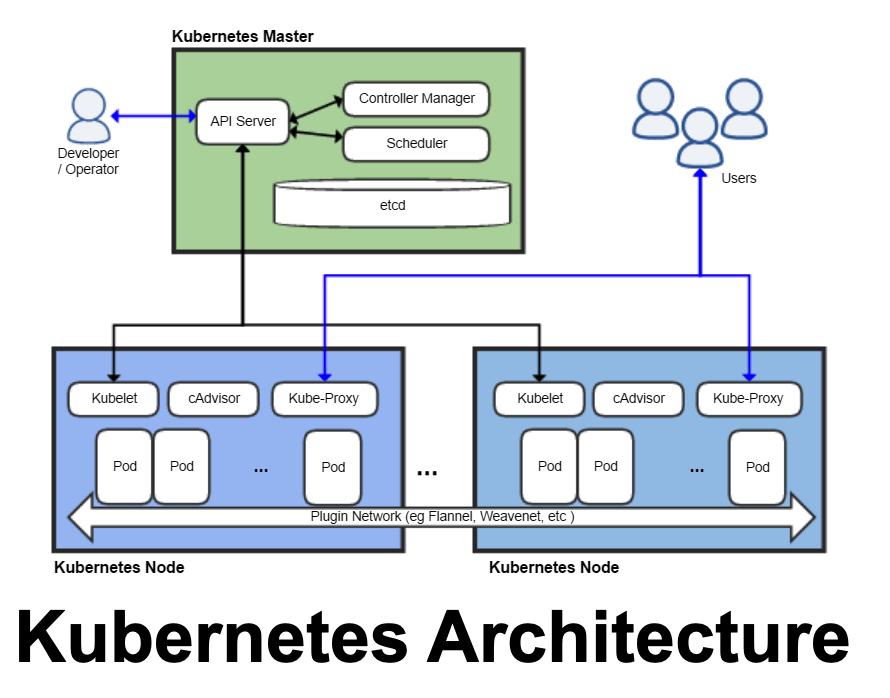 Kubernetes Master
Controller Manager
API Server
Scheduler
Developer
/ Operator
Users
etcd
Kubelet
cAdvisor
Kube-Proxy
Kubelet
cAdvisor
Kube-Proxy
Pod
Pod
...
Pod
...
Pod
Pod
...
Pod
Plugin Network (eg Flannel, Weavenet, etc )
Kubernetes Node
Kubernetes Node
Kubernetes Architecture